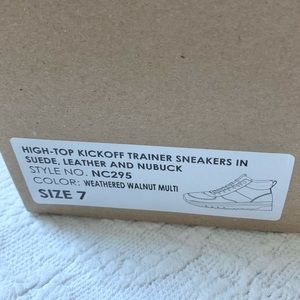 HIGH-TOP KICKOFF TRAINER SNEAKERS IN
SUEDE, LEATHER AND NUBUCK
STYLE NO. NC295
COLOR: WEATHERED WALNUT MULTI
SIZE 7